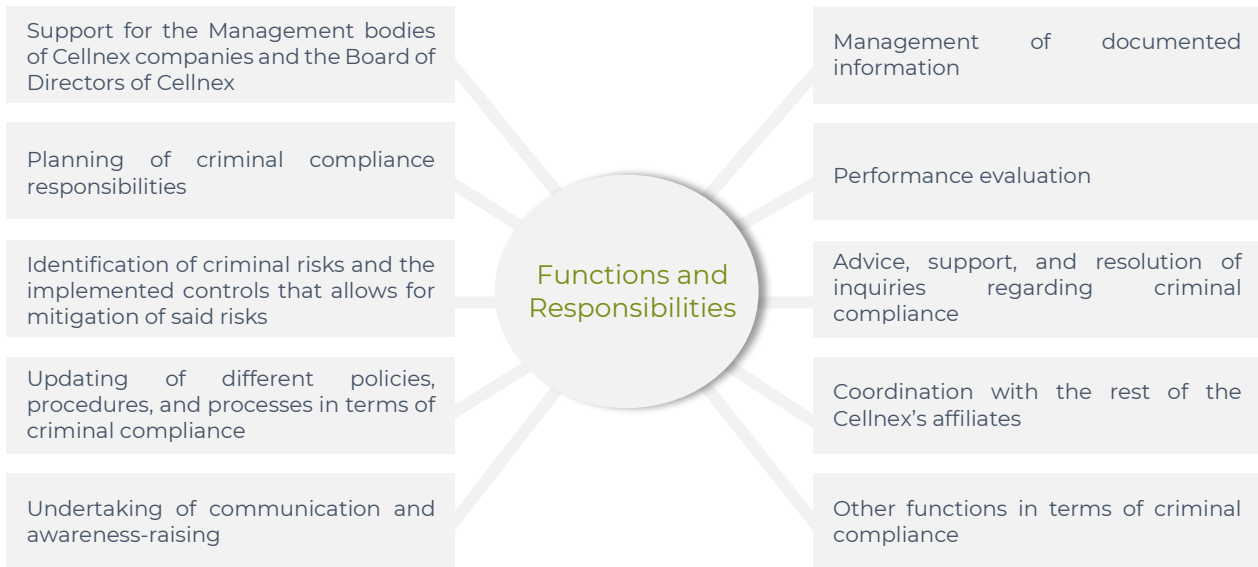 Support for the Management bodies
of Cellnex companies and the Board of
Directors of Cellnex
Planning of criminal compliance
responsibilities
Identification of criminal risks and the
implemented controls that allows for
mitigation of said risks
Updating of different policies,
procedures, and processes in terms of
criminal compliance
Undertaking of communication and
awareness-raising
Functions and
Responsibilities
Management of documented
information
Performance evaluation
Advice, support, and resolution of
inquiries regarding criminal
compliance
Coordination with the rest of the
Cellnex’s affiliates
Other functions in terms of criminal
compliance